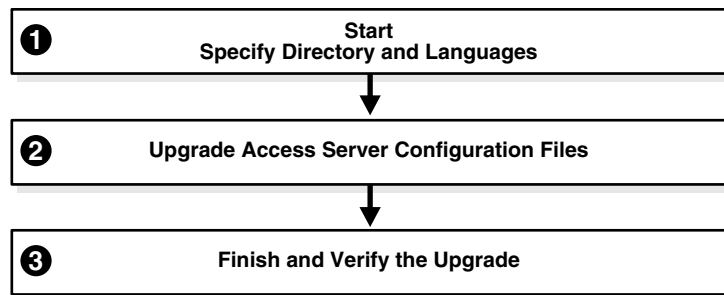 1 Start
Specify Directory and Languages
2 Upgrade Access Server Configuration Files
3 Finish and Verify the Upgrade